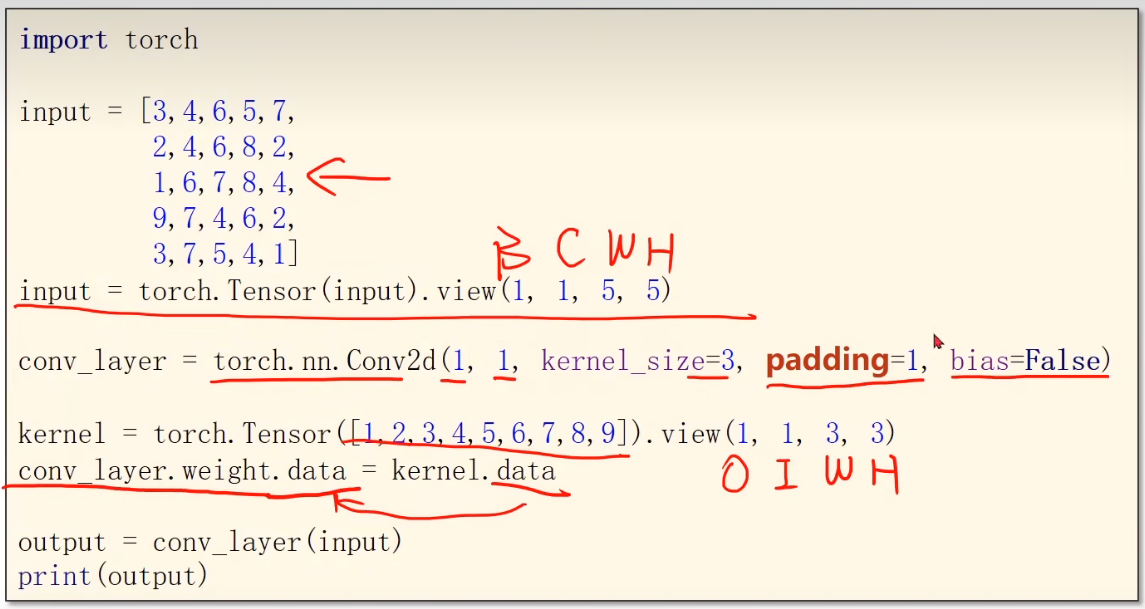 import torch
input = [3,4,6,5,7,
2,4,6,8,2,
1,6,7,8,4,
9,7,4,6,2,
3,7,5,4,1]
B C W H
input = torch.Tensor(input).view(1, 1, 5, 5)
conv_layer = torch.nn.Conv2d(1, 1, kernel_size=3, padding=1, bias=False)
kernel = torch.Tensor([1,2,3,4,5,6,7,8,9]).view(1, 1, 3, 3)
conv_layer.weight.data = kernel.data
O I W H
output = conv_layer(input)
print(output)